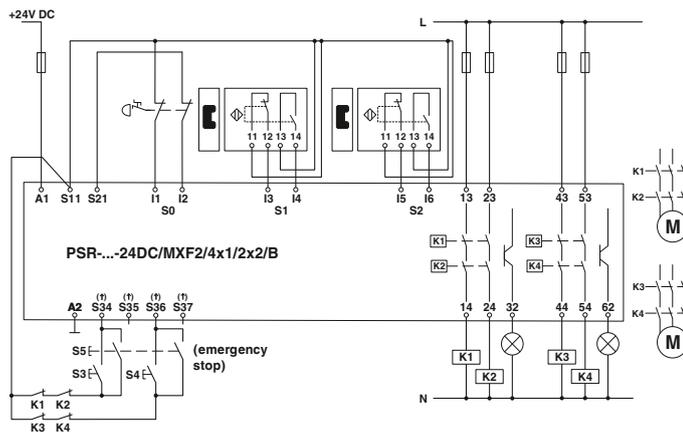 +24V DC
L
11 12 13 14
11 12 13 14
A1 S11 S21 I1 I2 I3 I4 I5 I6 13 23 43 53
S0 S1 S2
K1
K2
M
PSR-...-24DC/MXF2/4x1/2x2/B
K1 K3
K2 K4
K3
K4
M
A2 S34 S35 S36 S37 14 24 32 44 54 62
(†) (†) (†) (†)
S5
S3 S4
(emergency
stop)
K1 K3
K2 K4
K1 K2
K3 K4
N